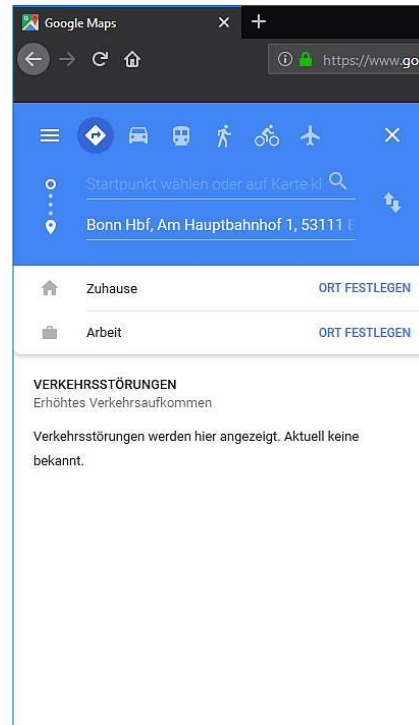 Google Maps
https://www.go
Startpunkt wählen oder auf Karte kl
Bonn Hbf, Am Hauptbahnhof 1, 53111 B
Zuhause ORT FESTLEGEN
Arbeit ORT FESTLEGEN
VERKEHRSSTÖRUNGEN
Erhöhtes Verkehrsaufkommen
Verkehrsstörungen werden hier angezeigt. Aktuell keine
bekannt.